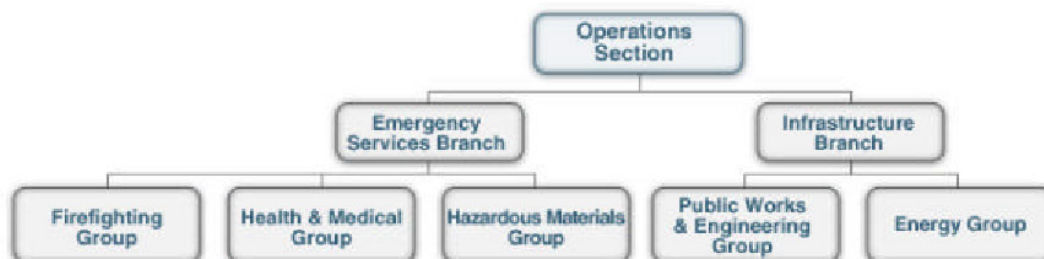 Operations
Section
Emergency
Services Branch
Infrastructure
Branch
Firefighting
Group
Health & Medical
Group
Hazardous Materials
Group
Public Works
& Engineering
Group
Energy Group